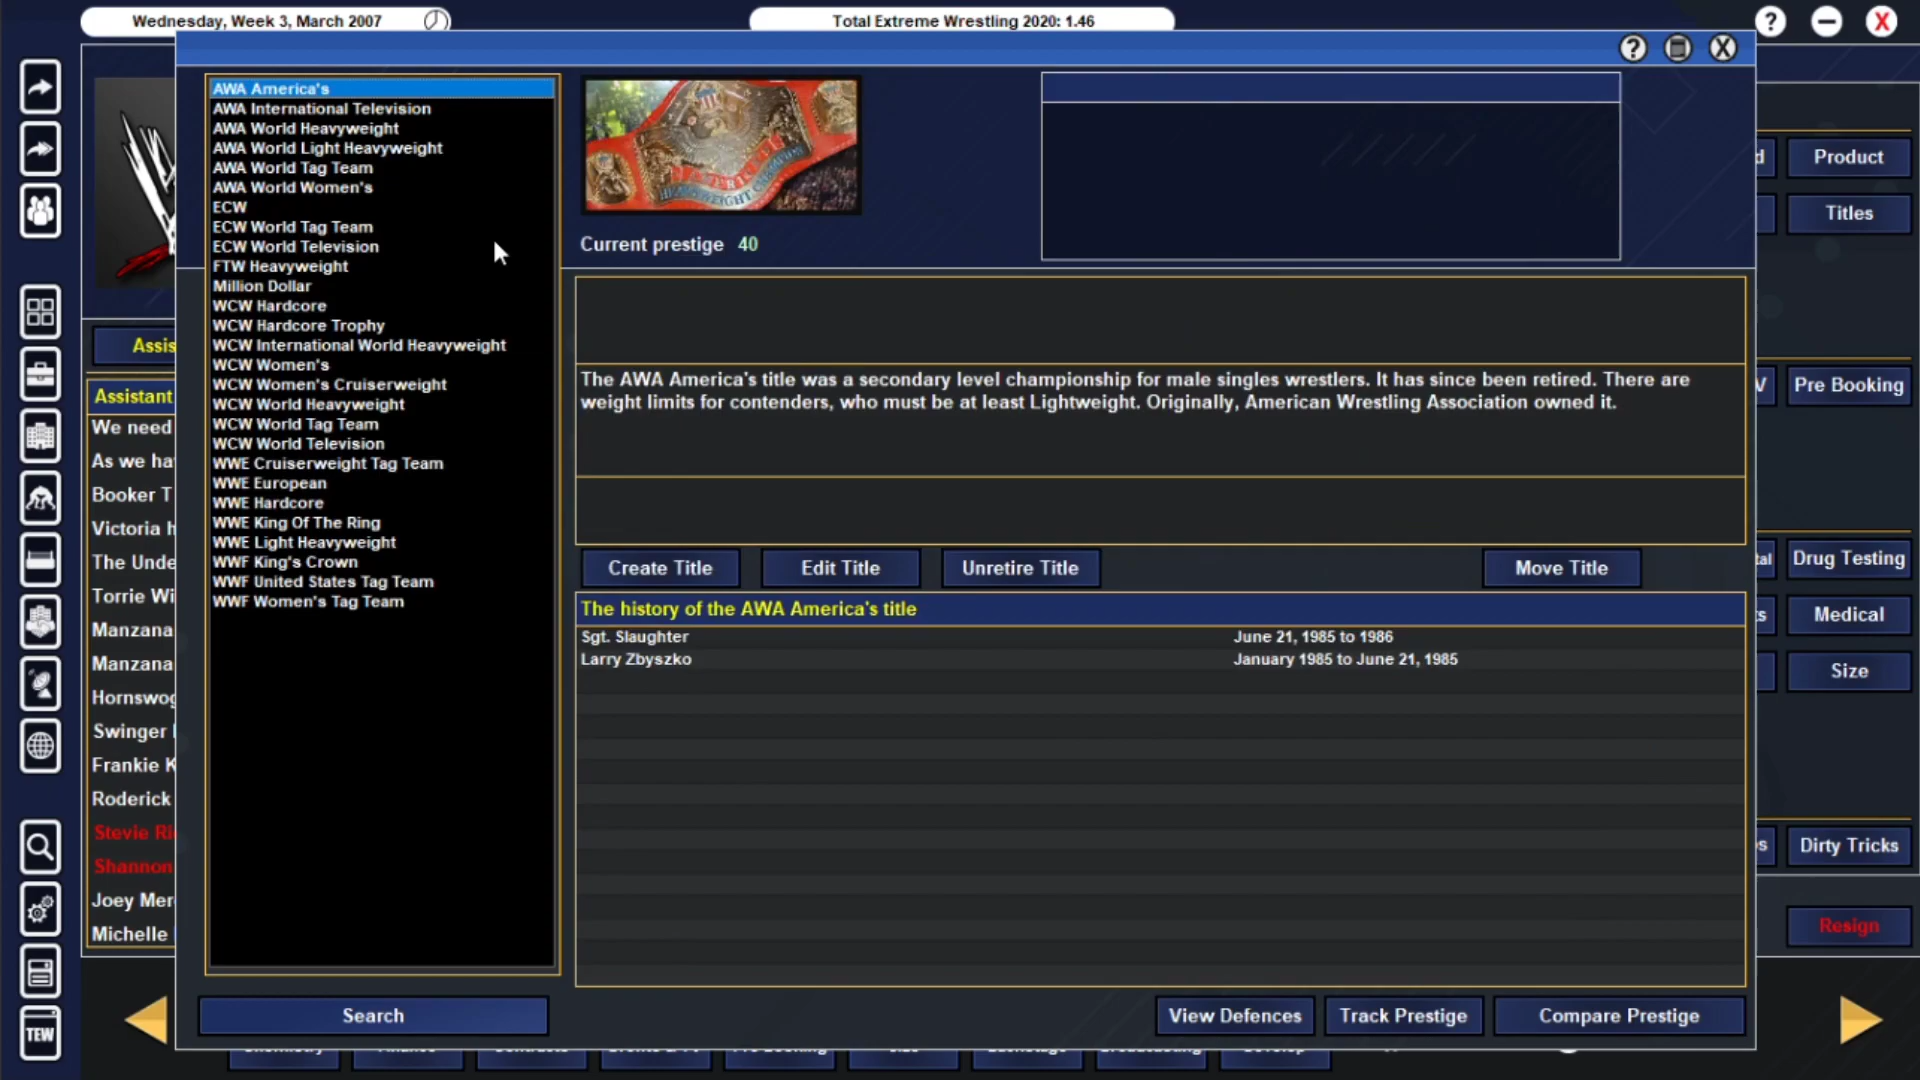 Wednesday, Week 3, March 2007
Total Extreme Wrestling 2020: 1.46
?
X
?
X
AWA America's
AWA International Television
AWA World Heavyweight
AWA World Light Heavyweight
AWA World Tag Team
AWA World Women's
ECW
ECW World Tag Team
ECW World Television
FTW Heavyweight
Million Dollar
WCW Hardcore
WCW Hardcore Trophy
WCW International World Heavyweight
WCW Women's
WCW Women's Cruiserweight
WCW World Heavyweight
WCW World Tag Team
WCW World Television
WWE Cruiserweight Tag Team
WWE European
WWE Hardcore
WWE King Of The Ring
WWE Light Heavyweight
WWF King's Crown
WWF United States Tag Team
WWF Women's Tag Team
Search
Current prestige 40
The AWA America's title was a secondary level championship for male singles wrestlers. It has since been retired. There are
weight limits for contenders, who must be at least Lightweight. Originally, American Wrestling Association owned it.
Create Title
Edit Title
Unretire Title
Move Title
The history of the AWA America's title
Sgt. Slaughter June 21, 1985 to 1986
Larry Zbyszko January 1985 to June 21, 1985
View Defences
Track Prestige
Compare Prestige
Assis
Assistant
We need
As we ha
Booker T
Victoria h
The Unde
Torrie Wi
Manzana
Manzana
Hornswog
Swinger
Frankie K
Roderick
Stevie Ri
Shannon
Joey Mer
Michelle
TEW
Product
Titles
Pre Booking
Drug Testing
Medical
Size
Dirty Tricks
Resign